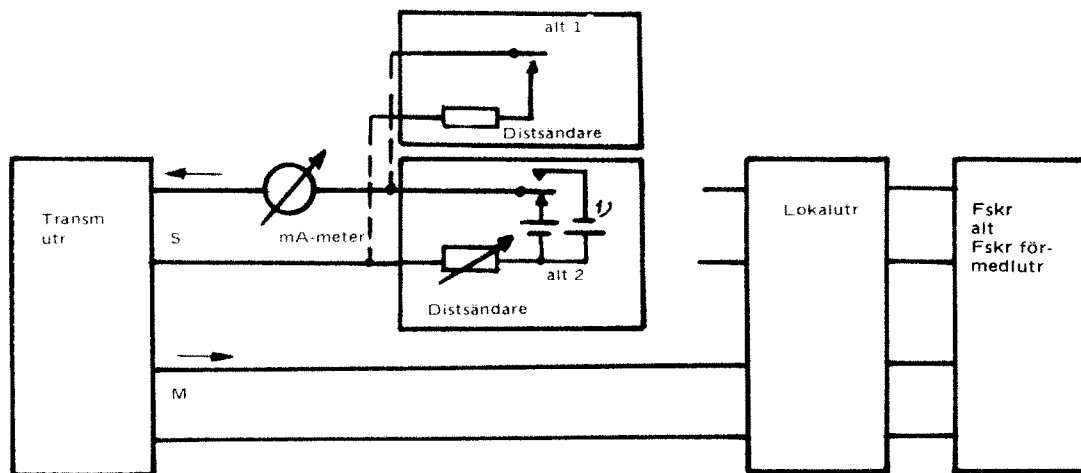 alt 1
Distsändare
Transm
utr
S
mA-meter
alt 2
Distsändare
M
Lokalutr
Fskr
alt
Fskr för-
medlutr